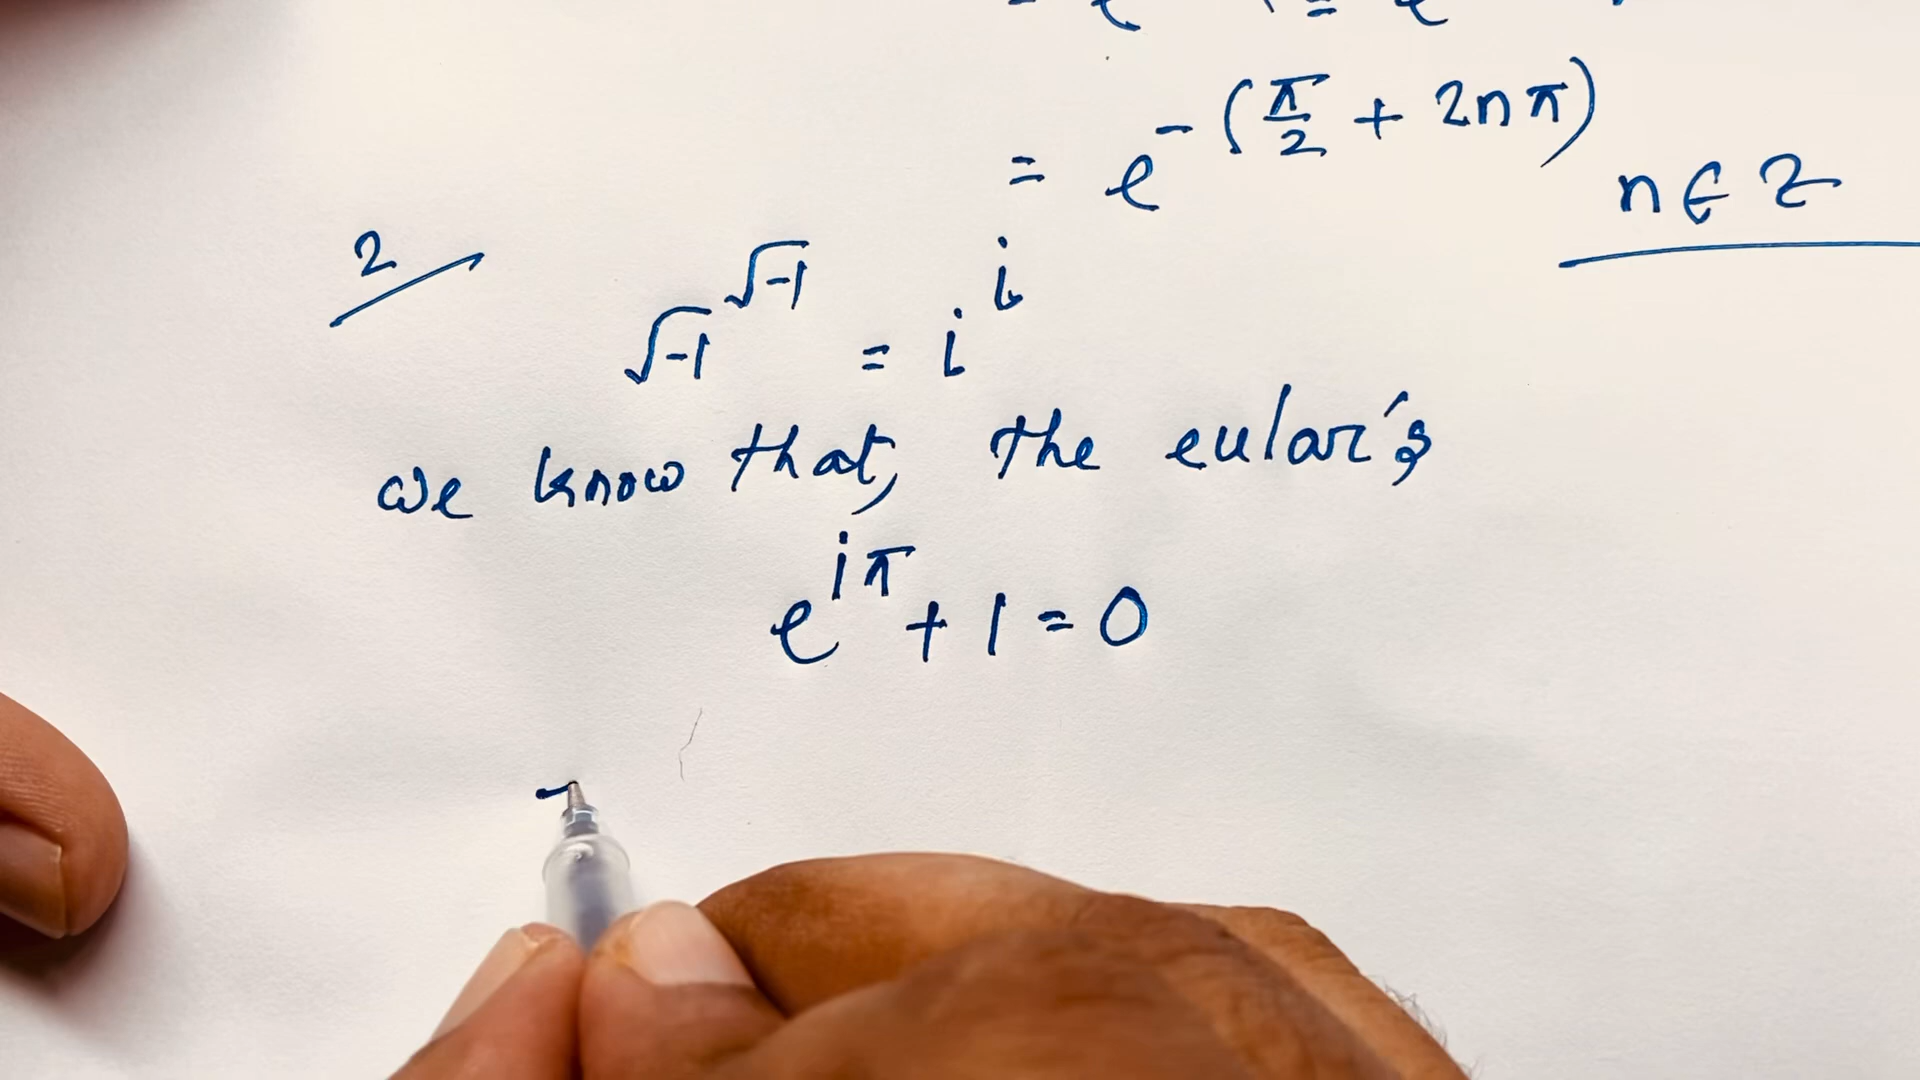 = e^-(π/2 + 2nπ) n∈Z
2
√-1^√-1 = i^i
we know that, the eular's
e^iπ + 1 = 0